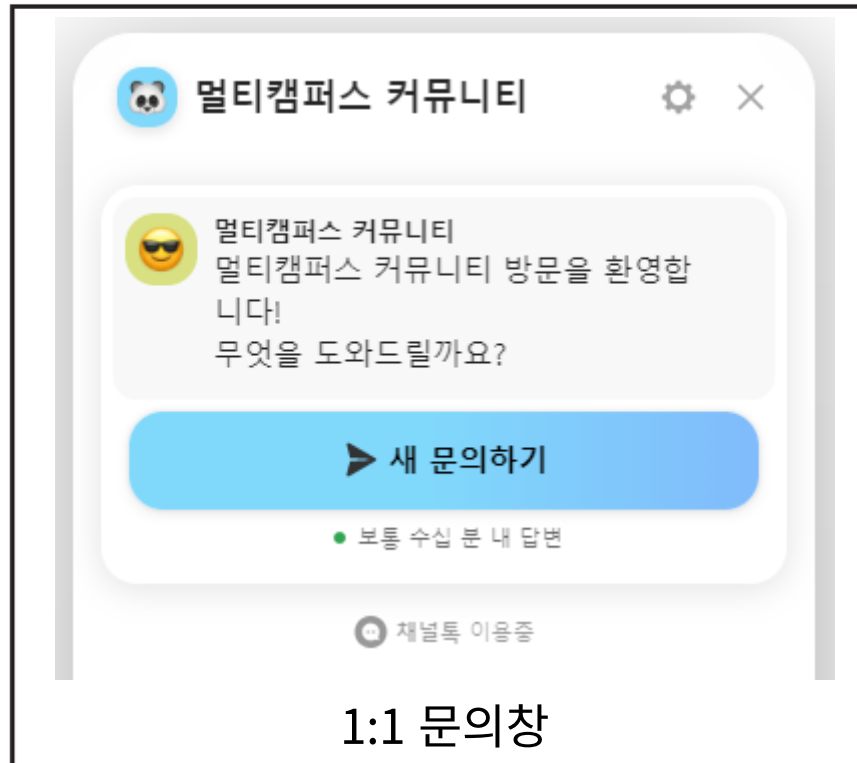 멀티캠퍼스 커뮤니티
멀티캠퍼스 커뮤니티
멀티캠퍼스 커뮤니티 방문을 환영합
니다!
무엇을 도와드릴까요?
새 문의하기
보통 수십 분 내 답변
채널톡 이용중
1:1 문의창